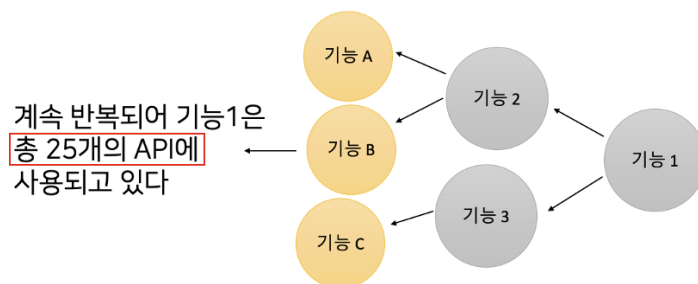 계속 반복되어 기능1은
총 25개의 API에
사용되고 있다
기능 A
기능 B
기능 C
기능 2
기능 3
기능 1